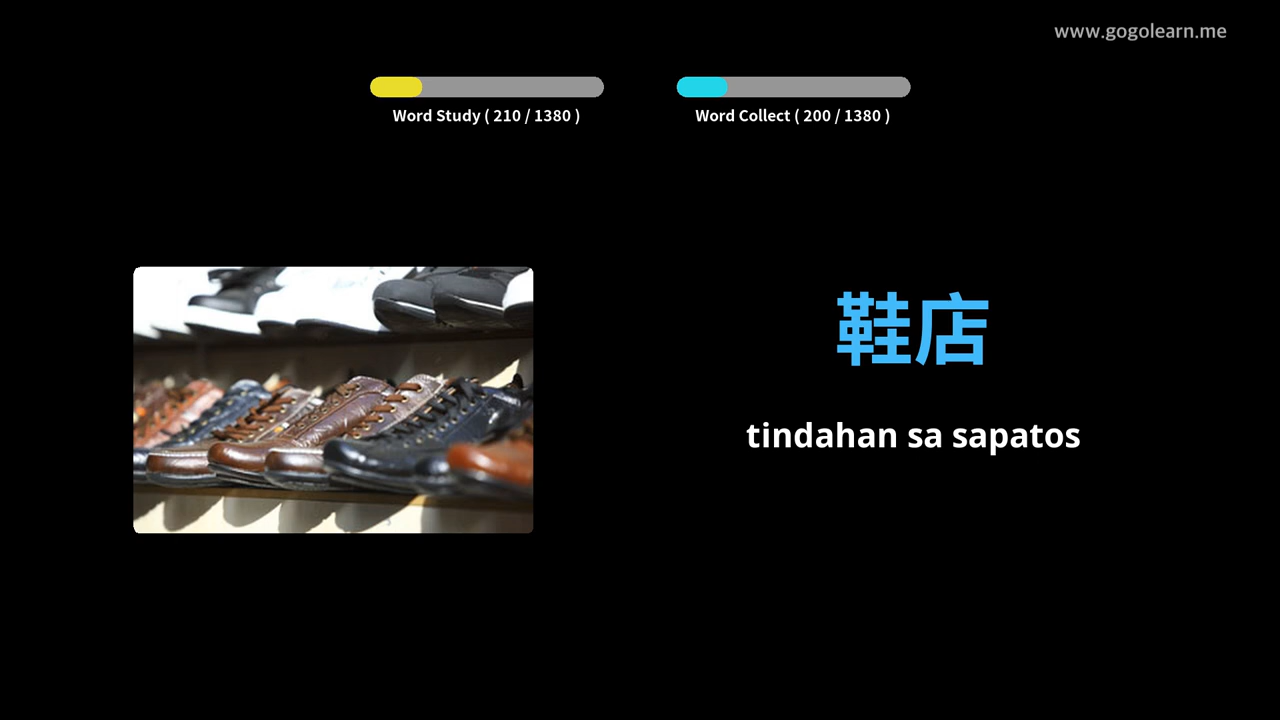 www.gogolearn.me
Word Study ( 210 / 1380 )
Word Collect ( 200 / 1380 )
鞋店
tindahan sa sapatos